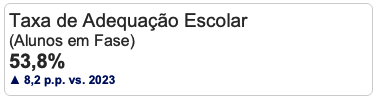 Taxa de Adequação Escolar
(Alunos em Fase)
53,8%
▲ 8,2 p.p. vs. 2023